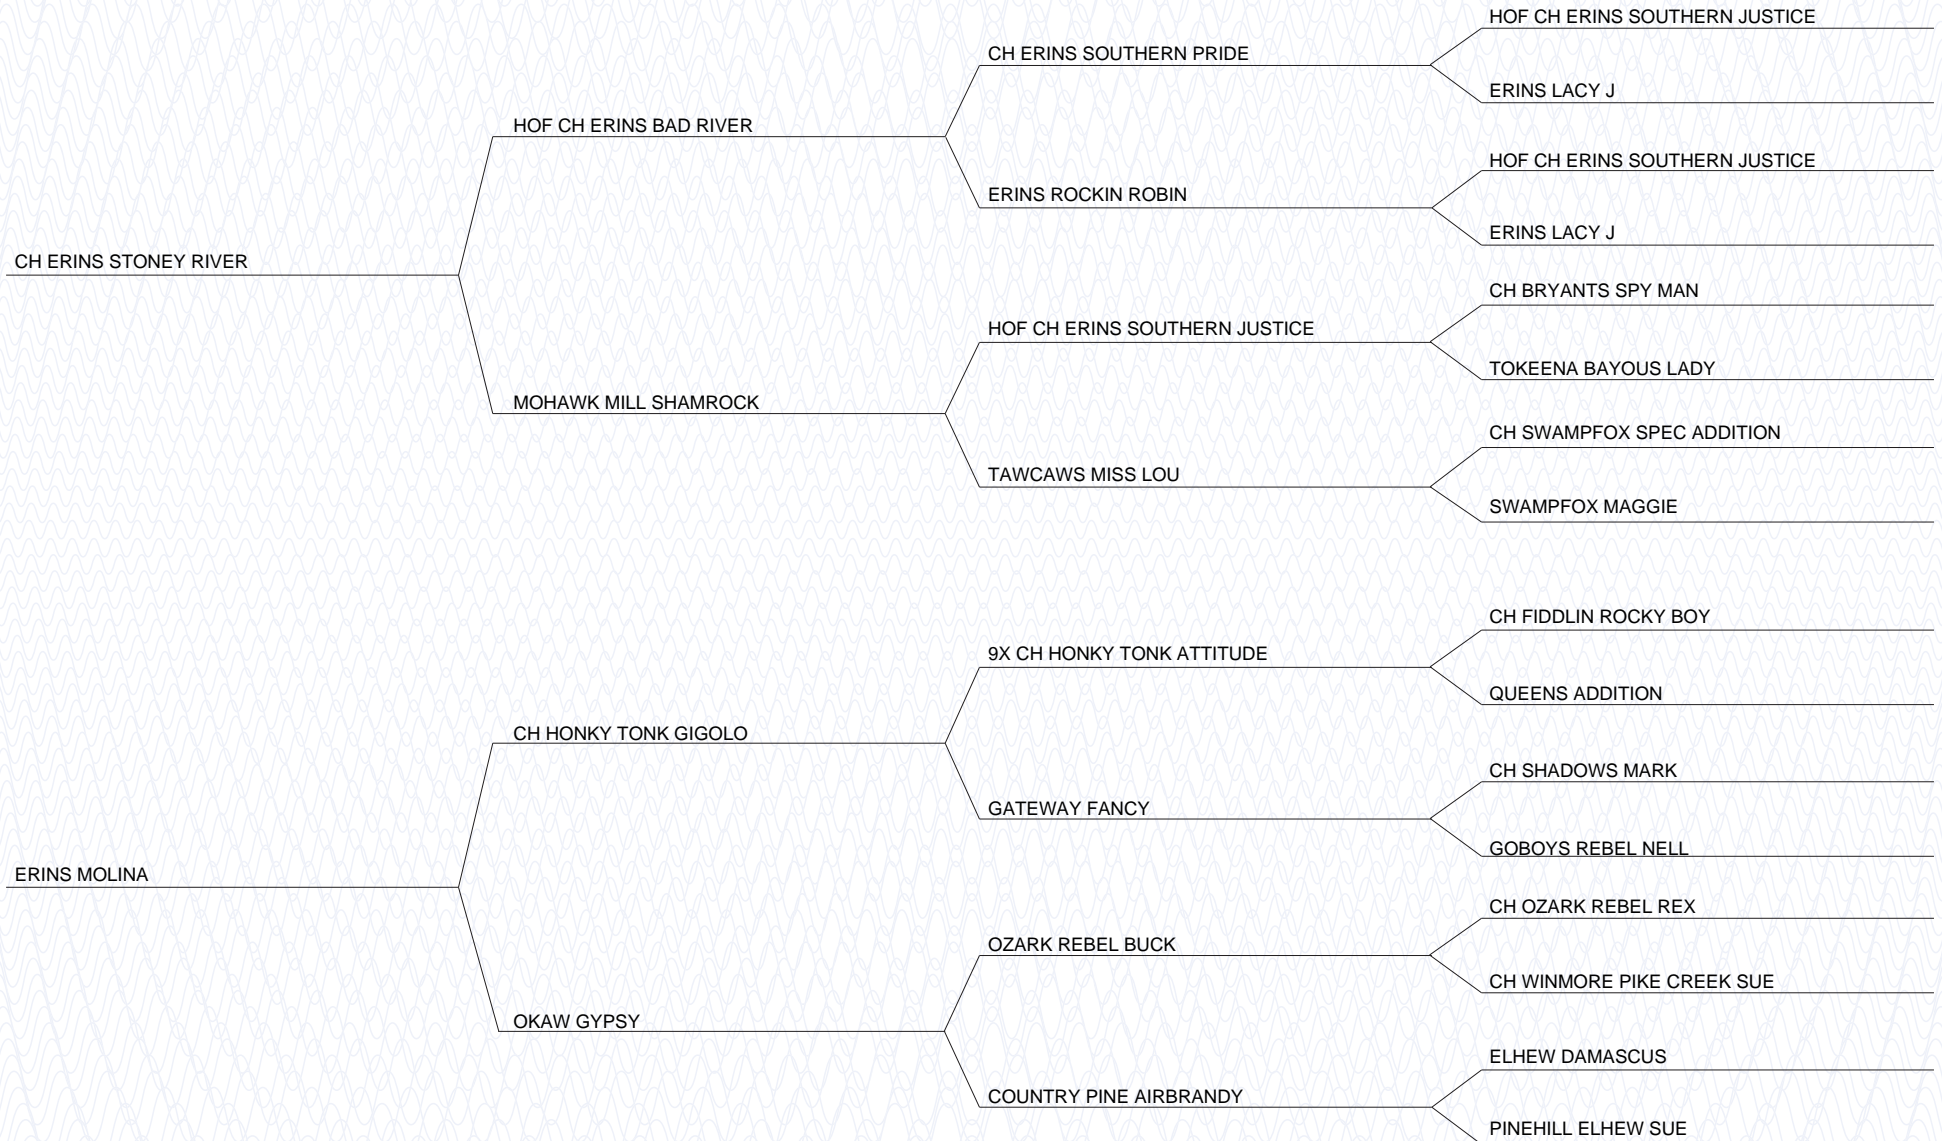 HOF CH ERINS SOUTHERN JUSTICE
CH ERINS SOUTHERN PRIDE
ERINS LACY J
HOF CH ERINS BAD RIVER
HOF CH ERINS SOUTHERN JUSTICE
ERINS ROCKIN ROBIN
ERINS LACY J
CH ERINS STONEY RIVER
CH BRYANTS SPY MAN
HOF CH ERINS SOUTHERN JUSTICE
TOKEENA BAYOUS LADY
MOHAWK MILL SHAMROCK
CH SWAMPFOX SPEC ADDITION
TAWCAWS MISS LOU
SWAMPFOX MAGGIE
CH FIDDLIN ROCKY BOY
9X CH HONKY TONK ATTITUDE
QUEENS ADDITION
CH HONKY TONK GIGOLO
CH SHADOWS MARK
GATEWAY FANCY
GOBOYS REBEL NELL
ERINS MOLINA
CH OZARK REBEL REX
OZARK REBEL BUCK
CH WINMORE PIKE CREEK SUE
OKAW GYPSY
ELHEW DAMASCUS
COUNTRY PINE AIRBRANDY
PINEHILL ELHEW SUE